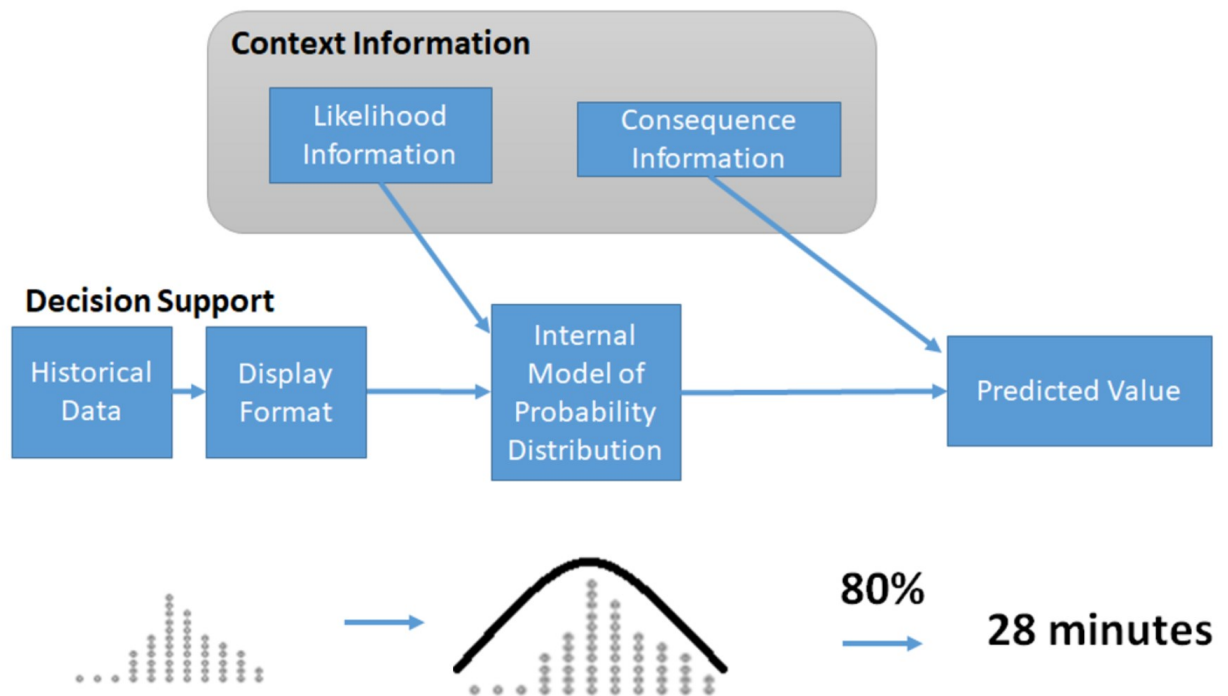 Context Information
Likelihood
Information
Consequence
Information
Decision Support
Historical
Data
Display
Format
Internal
Model of
Probability
Distribution
Predicted Value
80%
28 minutes